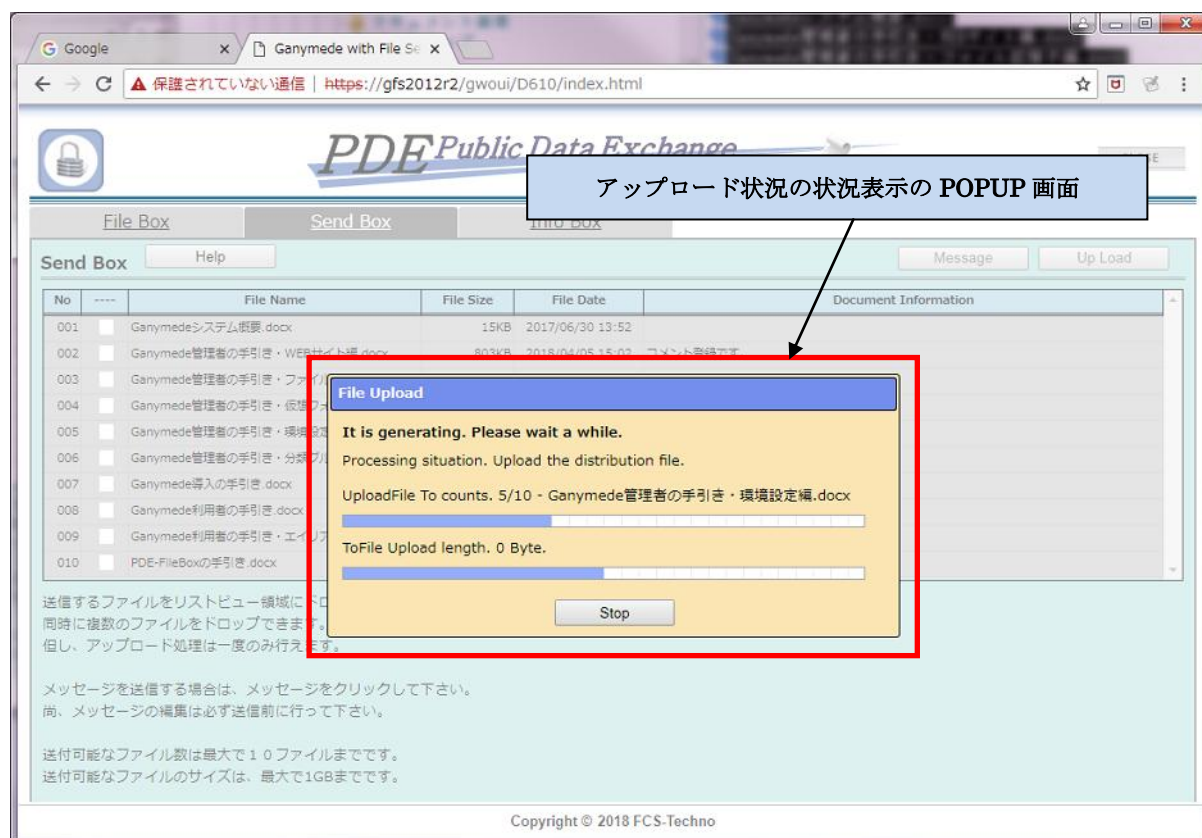 Google
Ganymede with File Se
保護されていない通信 | https://gfs2012r2/gwoui/D610/index.html
PDE Public Data Exchange
アップロード状況の状況表示の POPUP 画面
File Box
Send Box
Info Box
Send Box
Help
Message
Up Load
No ---- File Name File Size File Date Document Information
001 Ganymedeシステム概要.docx 15KB 2017/06/30 13:52
002 Ganymede管理者の手引き・WEBサイト編.docx 803KB 2018/04/05 15:02 コメント登録です
003 Ganymede管理者の手引き・ファイル
004 Ganymede管理者の手引き・仮想フォ
005 Ganymede管理者の手引き・環境設定
006 Ganymede管理者の手引き・分類プル
007 Ganymede導入の手引き.docx
008 Ganymede利用者の手引き.docx
009 Ganymede利用者の手引き・エイリア
010 PDE-FileBoxの手引き.docx
File Upload
It is generating. Please wait a while.
Processing situation. Upload the distribution file.
UploadFile To counts. 5/10 - Ganymede管理者の手引き・環境設定編.docx
ToFile Upload length. 0 Byte.
Stop
送信するファイルをリストビュー領域にドロ
同時に複数のファイルをドロップできます。
但し、アップロード処理は一度のみ行えます。
メッセージを送信する場合は、メッセージをクリックして下さい。
尚、メッセージの編集は必ず送信前に行って下さい。
送付可能なファイル数は最大で１０ファイルまでです。
送付可能なファイルのサイズは、最大で1GBまでです。
Copyright © 2018 FCS-Techno